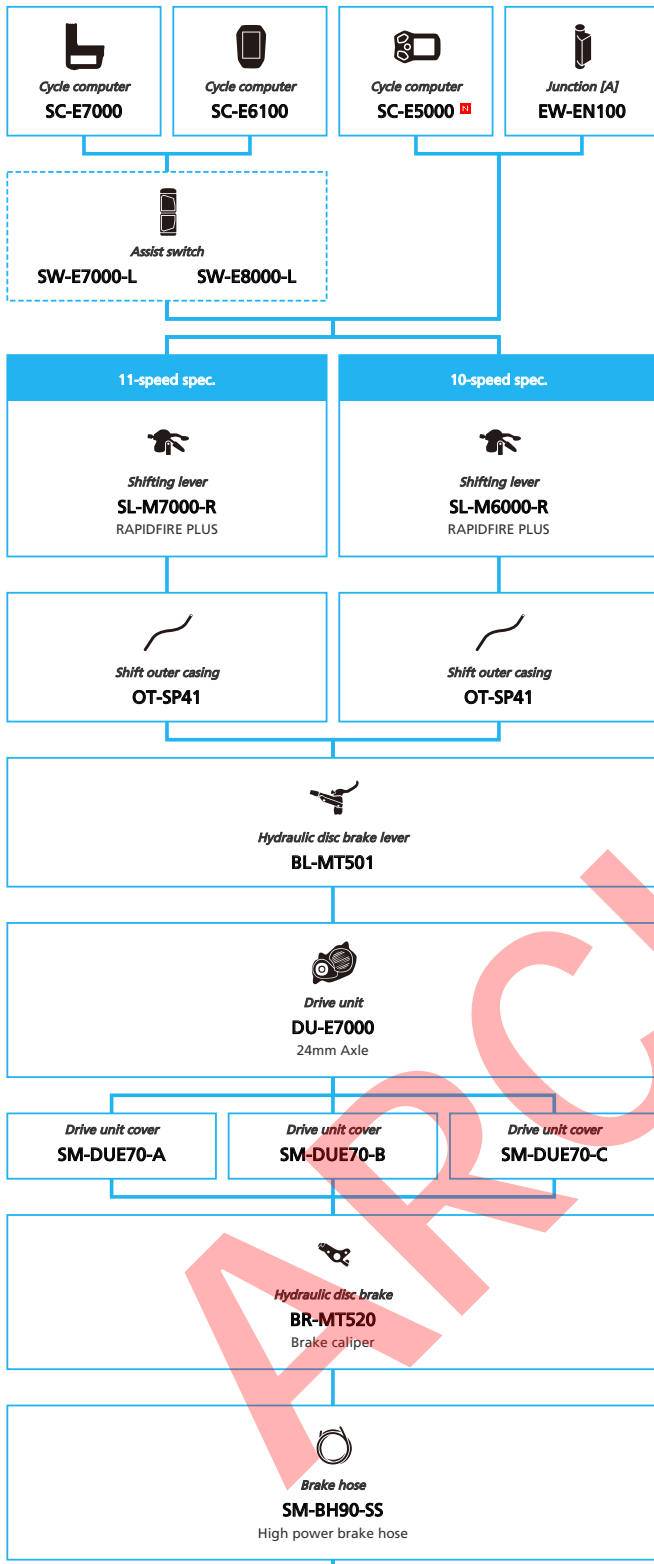 Cycle computer
SC-E7000
Cycle computer
SC-E6100
Cycle computer
SC-E5000 N
Junction [A]
EW-EN100
Assist switch
SW-E7000-L SW-E8000-L
11-speed spec.
10-speed spec.
Shifting lever
SL-M7000-R
RAPIDFIRE PLUS
Shifting lever
SL-M6000-R
RAPIDFIRE PLUS
Shift outer casing
OT-SP41
Shift outer casing
OT-SP41
Hydraulic disc brake lever
BL-MT501
Drive unit
DU-E7000
24mm Axle
Drive unit cover
SM-DUE70-A
Drive unit cover
SM-DUE70-B
Drive unit cover
SM-DUE70-C
Hydraulic disc brake
BR-MT520
Brake caliper
Brake hose
SM-BH90-SS
High power brake hose